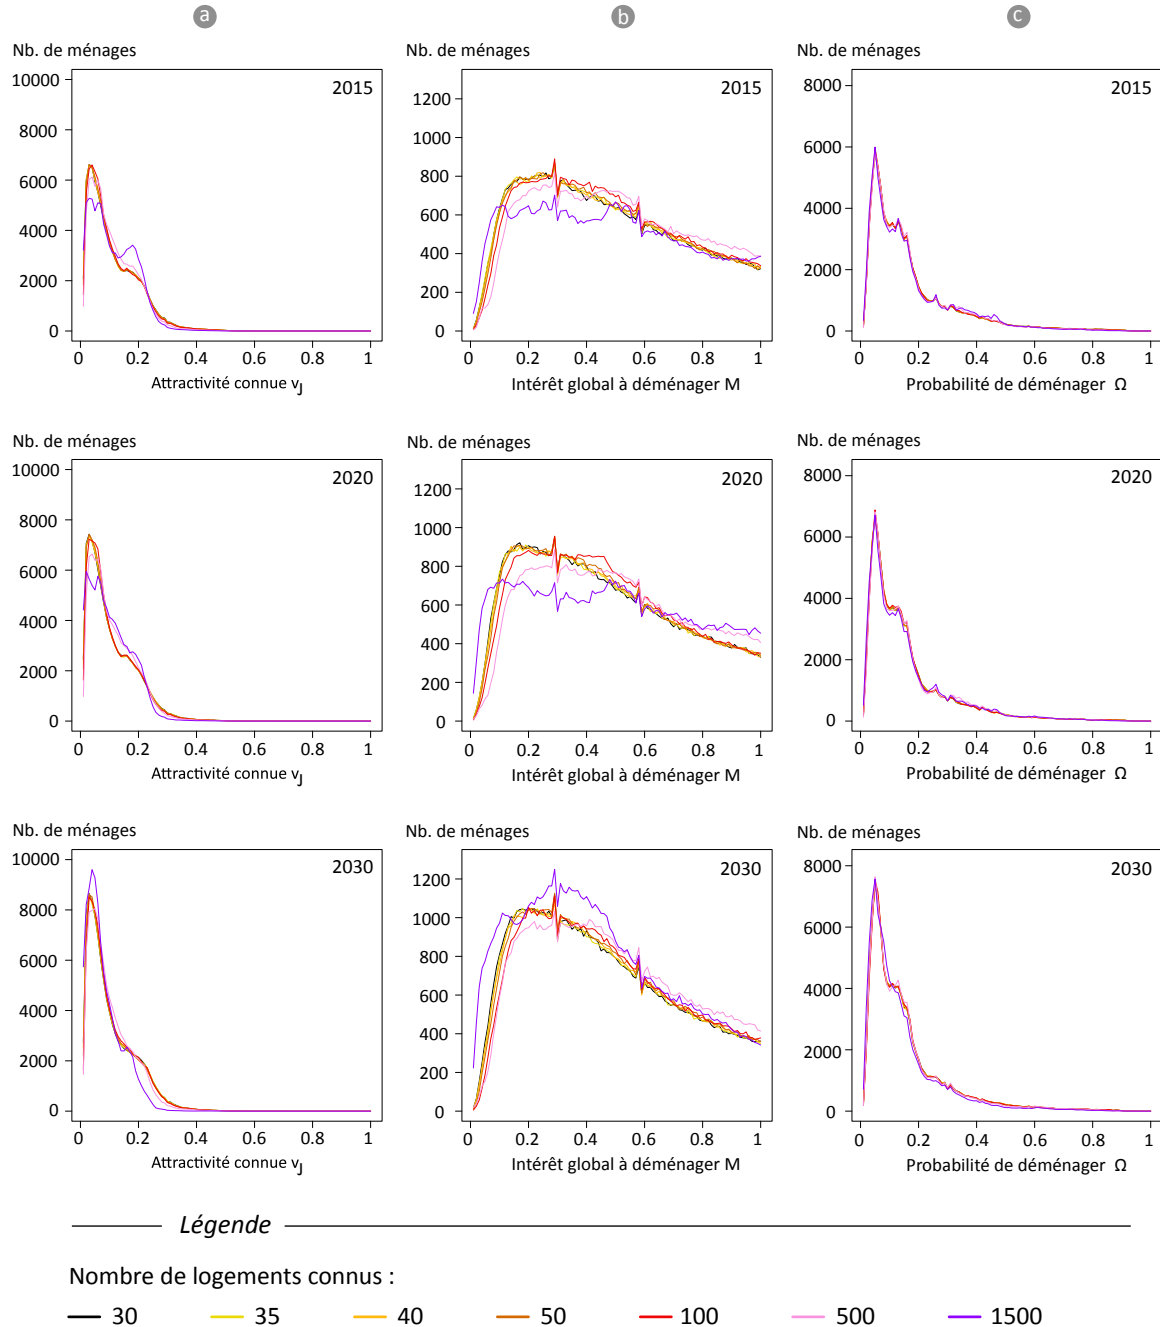 a
b
c
Nb. de ménages
Nb. de ménages
Nb. de ménages
2015
10000
8000
6000
4000
2000
0
0 0.2 0.4 0.6 0.8 1
Attractivité connue vJ
2015
1200
1000
800
600
400
200
0
0 0.2 0.4 0.6 0.8 1
Intérêt global à déménager M
2015
8000
6000
4000
2000
0
0 0.2 0.4 0.6 0.8 1
Probabilité de déménager Ω
Nb. de ménages
Nb. de ménages
Nb. de ménages
2020
10000
8000
6000
4000
2000
0
0 0.2 0.4 0.6 0.8 1
Attractivité connue vJ
2020
1200
1000
800
600
400
200
0
0 0.2 0.4 0.6 0.8 1
Intérêt global à déménager M
2020
8000
6000
4000
2000
0
0 0.2 0.4 0.6 0.8 1
Probabilité de déménager Ω
Nb. de ménages
Nb. de ménages
Nb. de ménages
2030
10000
8000
6000
4000
2000
0
0 0.2 0.4 0.6 0.8 1
Attractivité connue vJ
2030
1200
1000
800
600
400
200
0
0 0.2 0.4 0.6 0.8 1
Intérêt global à déménager M
2030
8000
6000
4000
2000
0
0 0.2 0.4 0.6 0.8 1
Probabilité de déménager Ω
Légende
Nombre de logements connus :
30 35 40 50 100 500 1500